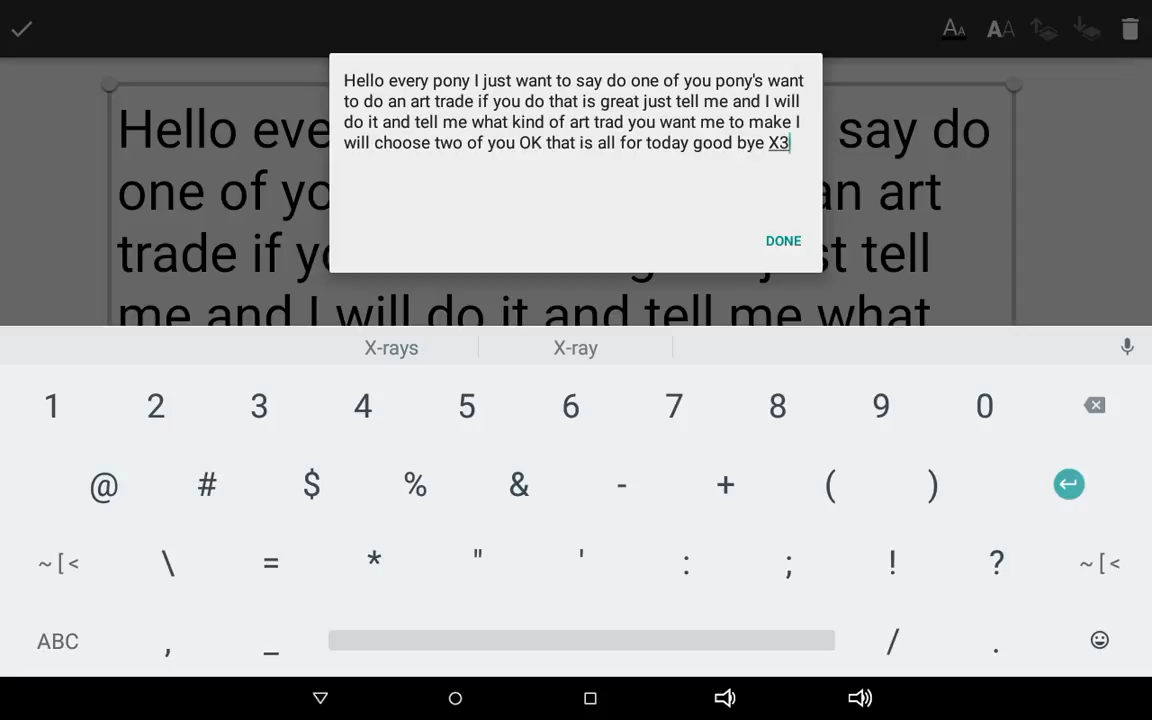 Hello every pony I just want to say do one of you pony's want
to do an art trade if you do that is great just tell me and I will
do it and tell me what kind of art trad you want me to make I
will choose two of you OK that is all for today good bye X3
DONE
Hello eve say do
one of yo an art
trade if yo st tell
me and I will do it and tell me what
X-rays X-ray
1 2 3 4 5 6 7 8 9 0
@ # $ % & - + ( )
~[< \ = * " ' : ; ! ? ~[<
ABC , _ / .